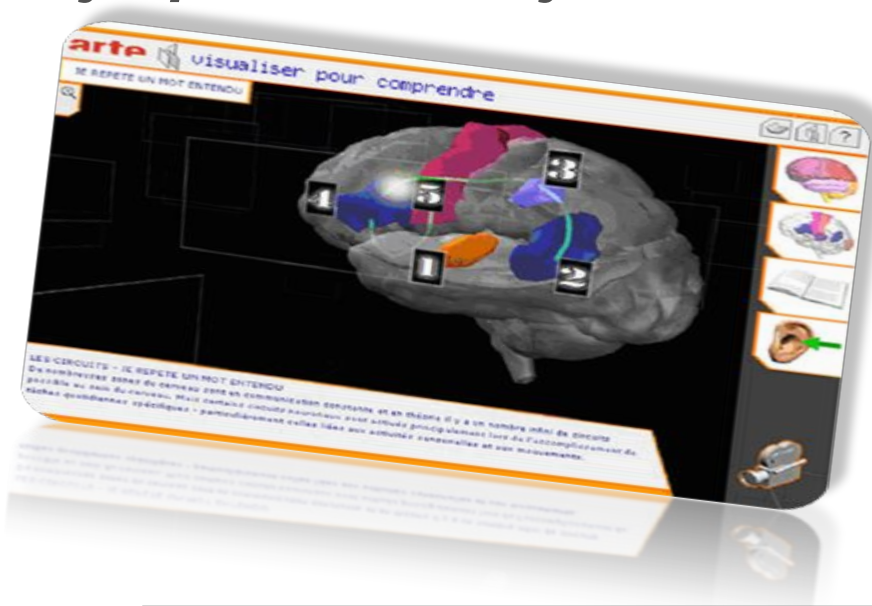 arte visualiser pour comprendre
JE REPETE UN MOT ENTENDU
?
3
4
5
1
2
LES CIRCUITS - JE REPETE UN MOT ENTENDU
De nombreuses zones du cerveau sont en communication constante et en théorie il y a un nombre infini de circuits
possible au sein du cerveau. Mais certains circuits neuronaux sont activés principalement lors de l'accomplissement de
tâches quotidiennes spécifiques - particulièrement celles liées aux activités sensorielles et aux mouvements.